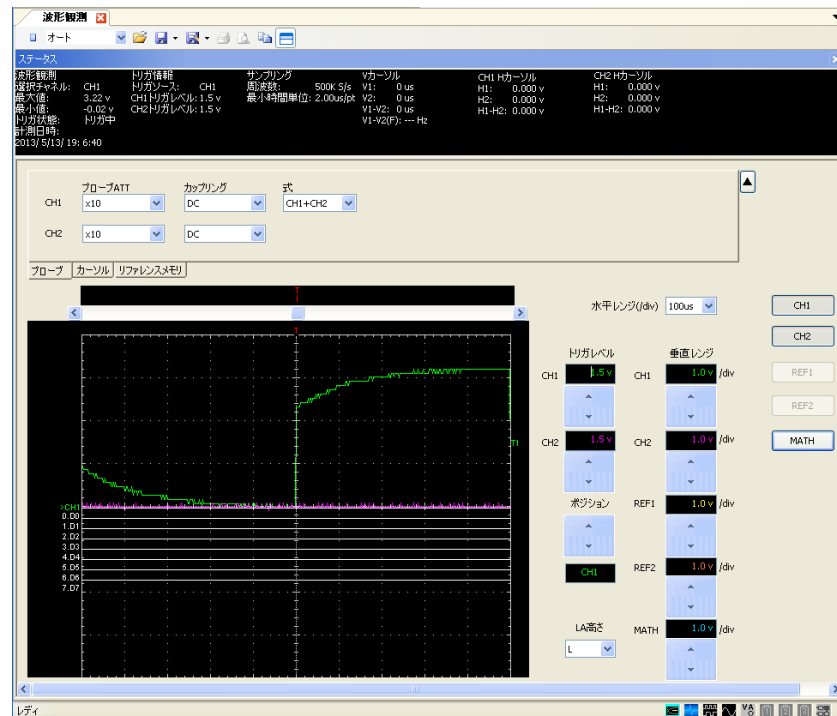 波形観測
オート
ステータス
波形観測
選択チャネル: CH1
最大値: 3.22 v
最小値: -0.02 v
トリガ状態: トリガ中
計測日時:
2013/ 5/13/ 19: 6:40
トリガ情報
トリガソース: CH1
CH1トリガレベル: 1.5 v
CH2トリガレベル: 1.5 v
サンプリング
周波数: 500K S/s
最小時間単位: 2.00us/pt
Vカーソル
V1: 0 us
V2: 0 us
V1-V2: 0 us
V1-V2(F): --- Hz
CH1 Hカーソル
H1: 0.000 v
H2: 0.000 v
H1-H2: 0.000 v
CH2 Hカーソル
H1: 0.000 v
H2: 0.000 v
H1-H2: 0.000 v
プローブATT カップリング 式
CH1 x10 DC CH1+CH2
CH2 x10 DC
プローブ カーソル リファレンスメモリ
T
T
T1
>CH1
0.D0
1.D1
2.D2
3.D3
4.D4
5.D5
6.D6
7.D7
水平レンジ(/div) 100us
トリガレベル 垂直レンジ
CH1 1.5 v CH1 1.0 v /div
CH2 1.5 v CH2 1.0 v /div
ポジション REF1 1.0 v /div
CH1 REF2 1.0 v /div
LA高さ MATH 1.0 v /div
L
CH1
CH2
REF1
REF2
MATH
レディ